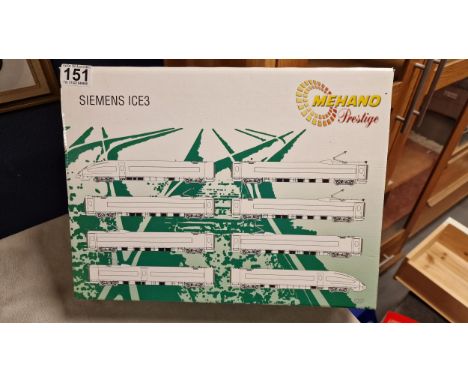 151
SIEMENS ICE3
MEHANO
Prestige